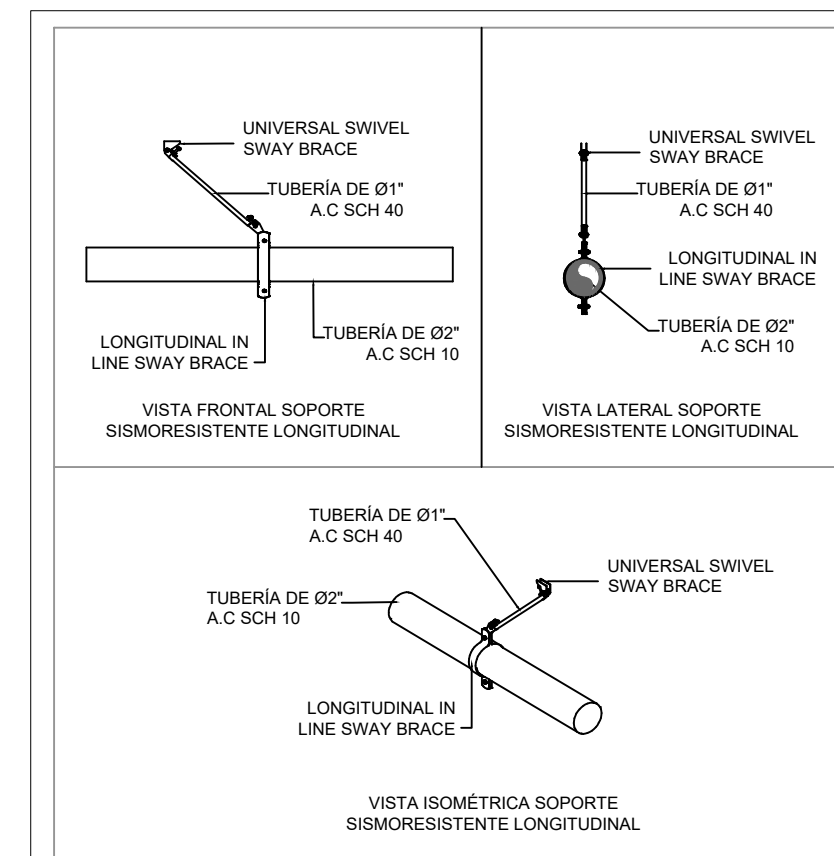 UNIVERSAL SWIVEL
SWAY BRACE
TUBERÍA DE Ø1"
A.C SCH 40
LONGITUDINAL IN
LINE SWAY BRACE
TUBERÍA DE Ø2"
A.C SCH 10
VISTA FRONTAL SOPORTE
SISMORESISTENTE LONGITUDINAL
UNIVERSAL SWIVEL
SWAY BRACE
TUBERÍA DE Ø1"
A.C SCH 40
LONGITUDINAL IN
LINE SWAY BRACE
TUBERÍA DE Ø2"
A.C SCH 10
VISTA LATERAL SOPORTE
SISMORESISTENTE LONGITUDINAL
TUBERÍA DE Ø1"
A.C SCH 40
UNIVERSAL SWIVEL
SWAY BRACE
TUBERÍA DE Ø2"
A.C SCH 10
LONGITUDINAL IN
LINE SWAY BRACE
VISTA ISOMÉTRICA SOPORTE
SISMORESISTENTE LONGITUDINAL